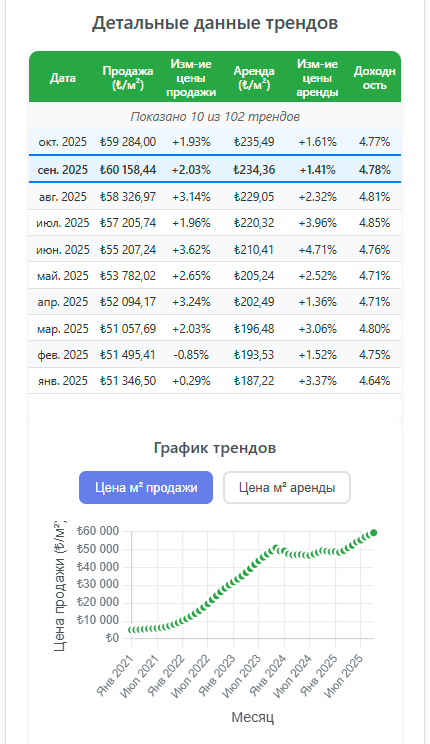 Детальные данные трендов
Дата Продажа (₺/м²) Изм-ие цены продажи Аренда (₺/м²) Изм-ие цены аренды Доходн ость
Показано 10 из 102 трендов
окт. 2025 ₺59 284,00 +1.93% ₺235,49 +1.61% 4.77%
сен. 2025 ₺60 158,44 +2.03% ₺234,36 +1.41% 4.78%
авг. 2025 ₺58 326,97 +3.14% ₺229,05 +2.32% 4.81%
июл. 2025 ₺57 205,74 +1.96% ₺220,32 +3.96% 4.85%
июн. 2025 ₺55 207,24 +3.62% ₺210,41 +4.71% 4.76%
май. 2025 ₺53 782,02 +2.65% ₺205,24 +2.52% 4.71%
апр. 2025 ₺52 094,17 +3.24% ₺202,49 +1.36% 4.71%
мар. 2025 ₺51 057,69 +2.03% ₺196,48 +3.06% 4.80%
фев. 2025 ₺51 495,41 -0.85% ₺193,53 +1.52% 4.75%
янв. 2025 ₺51 346,50 +0.29% ₺187,22 +3.37% 4.64%
График трендов
Цена м² продажи Цена м² аренды
Цена продажи (₺/м²)
₺60 000
₺50 000
₺40 000
₺30 000
₺20 000
₺10 000
₺0
Янв 2021 Июл 2021 Янв 2022 Июл 2022 Янв 2023 Июл 2023 Янв 2024 Июл 2024 Янв 2025 Июл 2025
Месяц